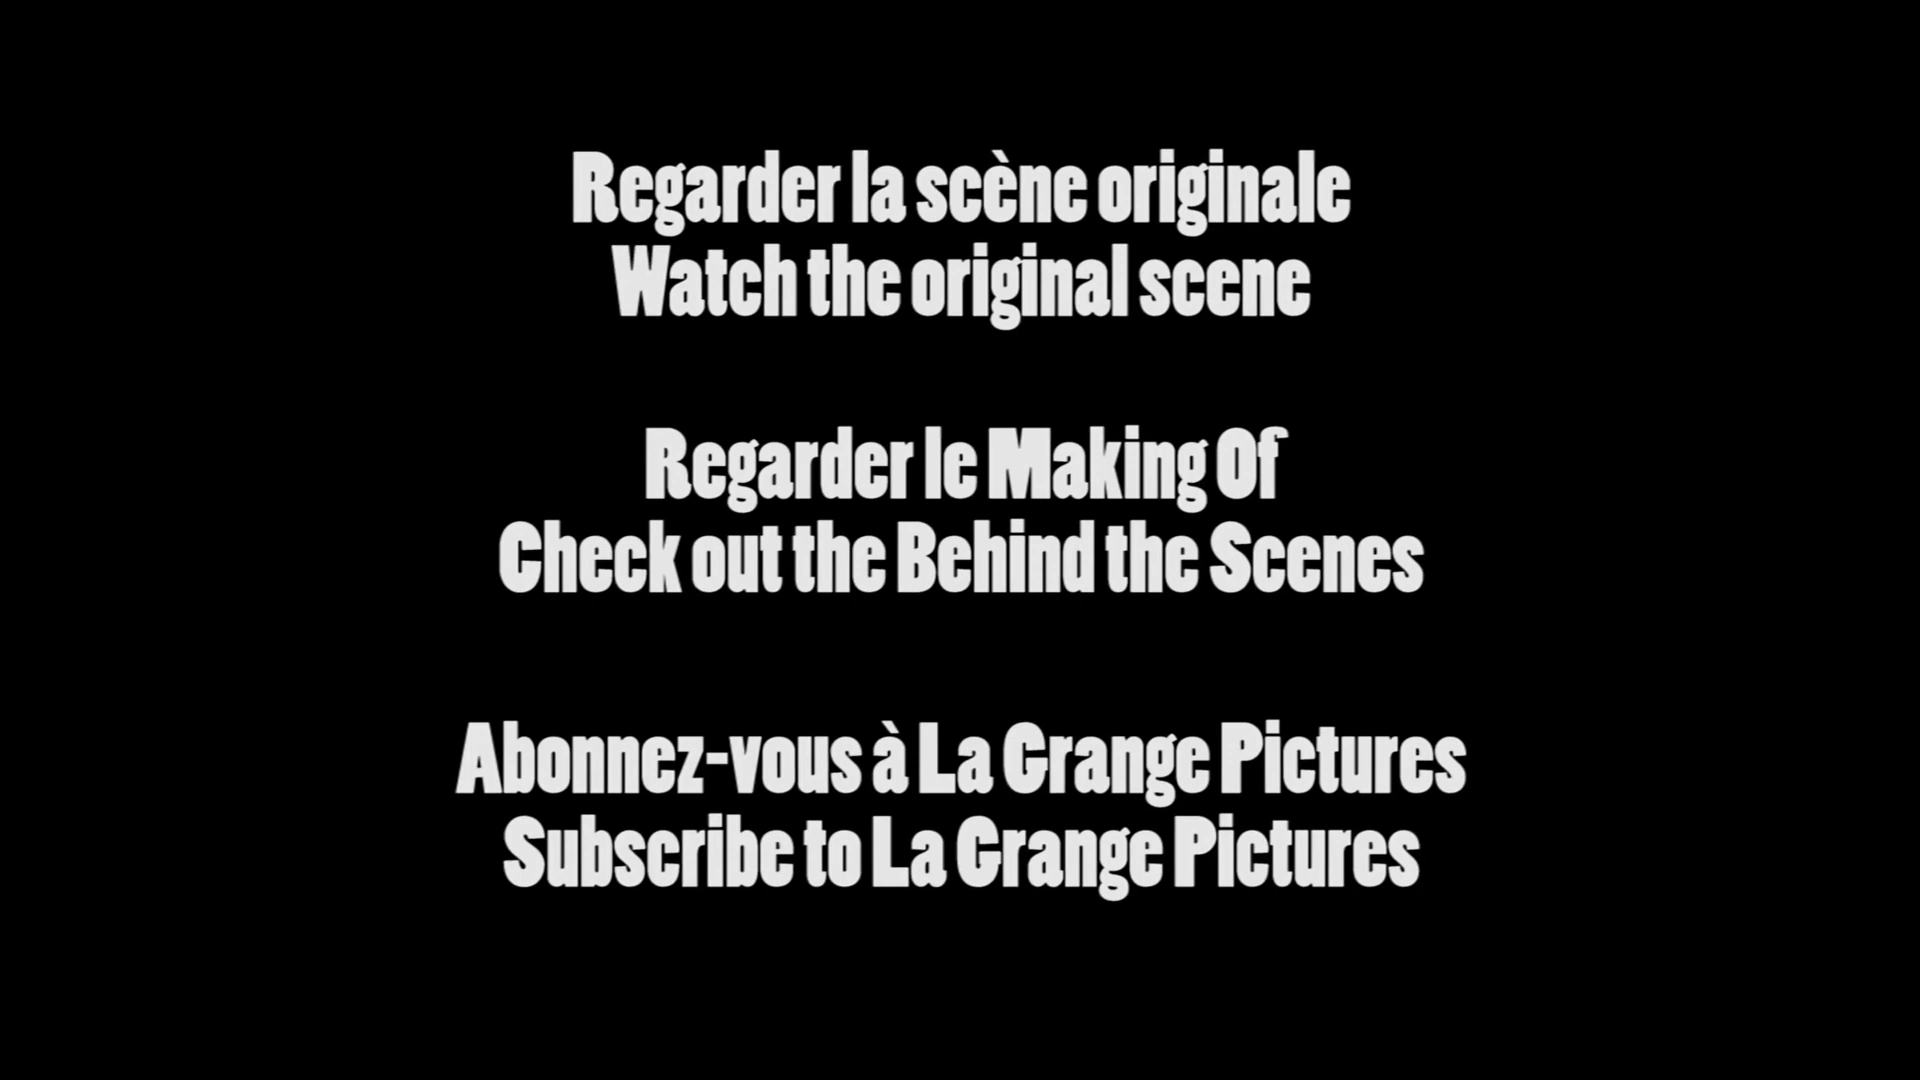 Regarder la scène originale
Watch the original scene
Regarder le Making Of
Check out the Behind the Scenes
Abonnez-vous à La Grange Pictures
Subscribe to La Grange Pictures